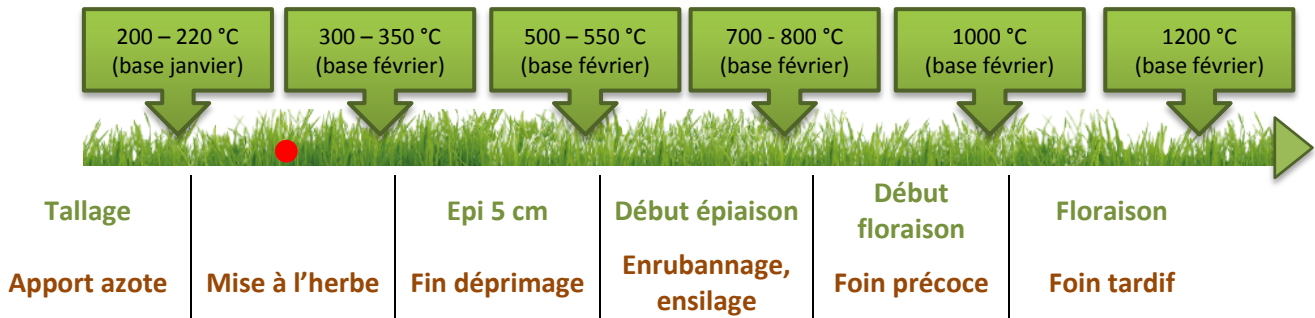 200 – 220 °C
(base janvier)
300 – 350 °C
(base février)
500 – 550 °C
(base février)
700 - 800 °C
(base février)
1000 °C
(base février)
1200 °C
(base février)
Tallage
Epi 5 cm
Début épiaison
Début
floraison
Floraison
Apport azote
Mise à l’herbe
Fin déprimage
Enrubannage,
ensilage
Foin précoce
Foin tardif